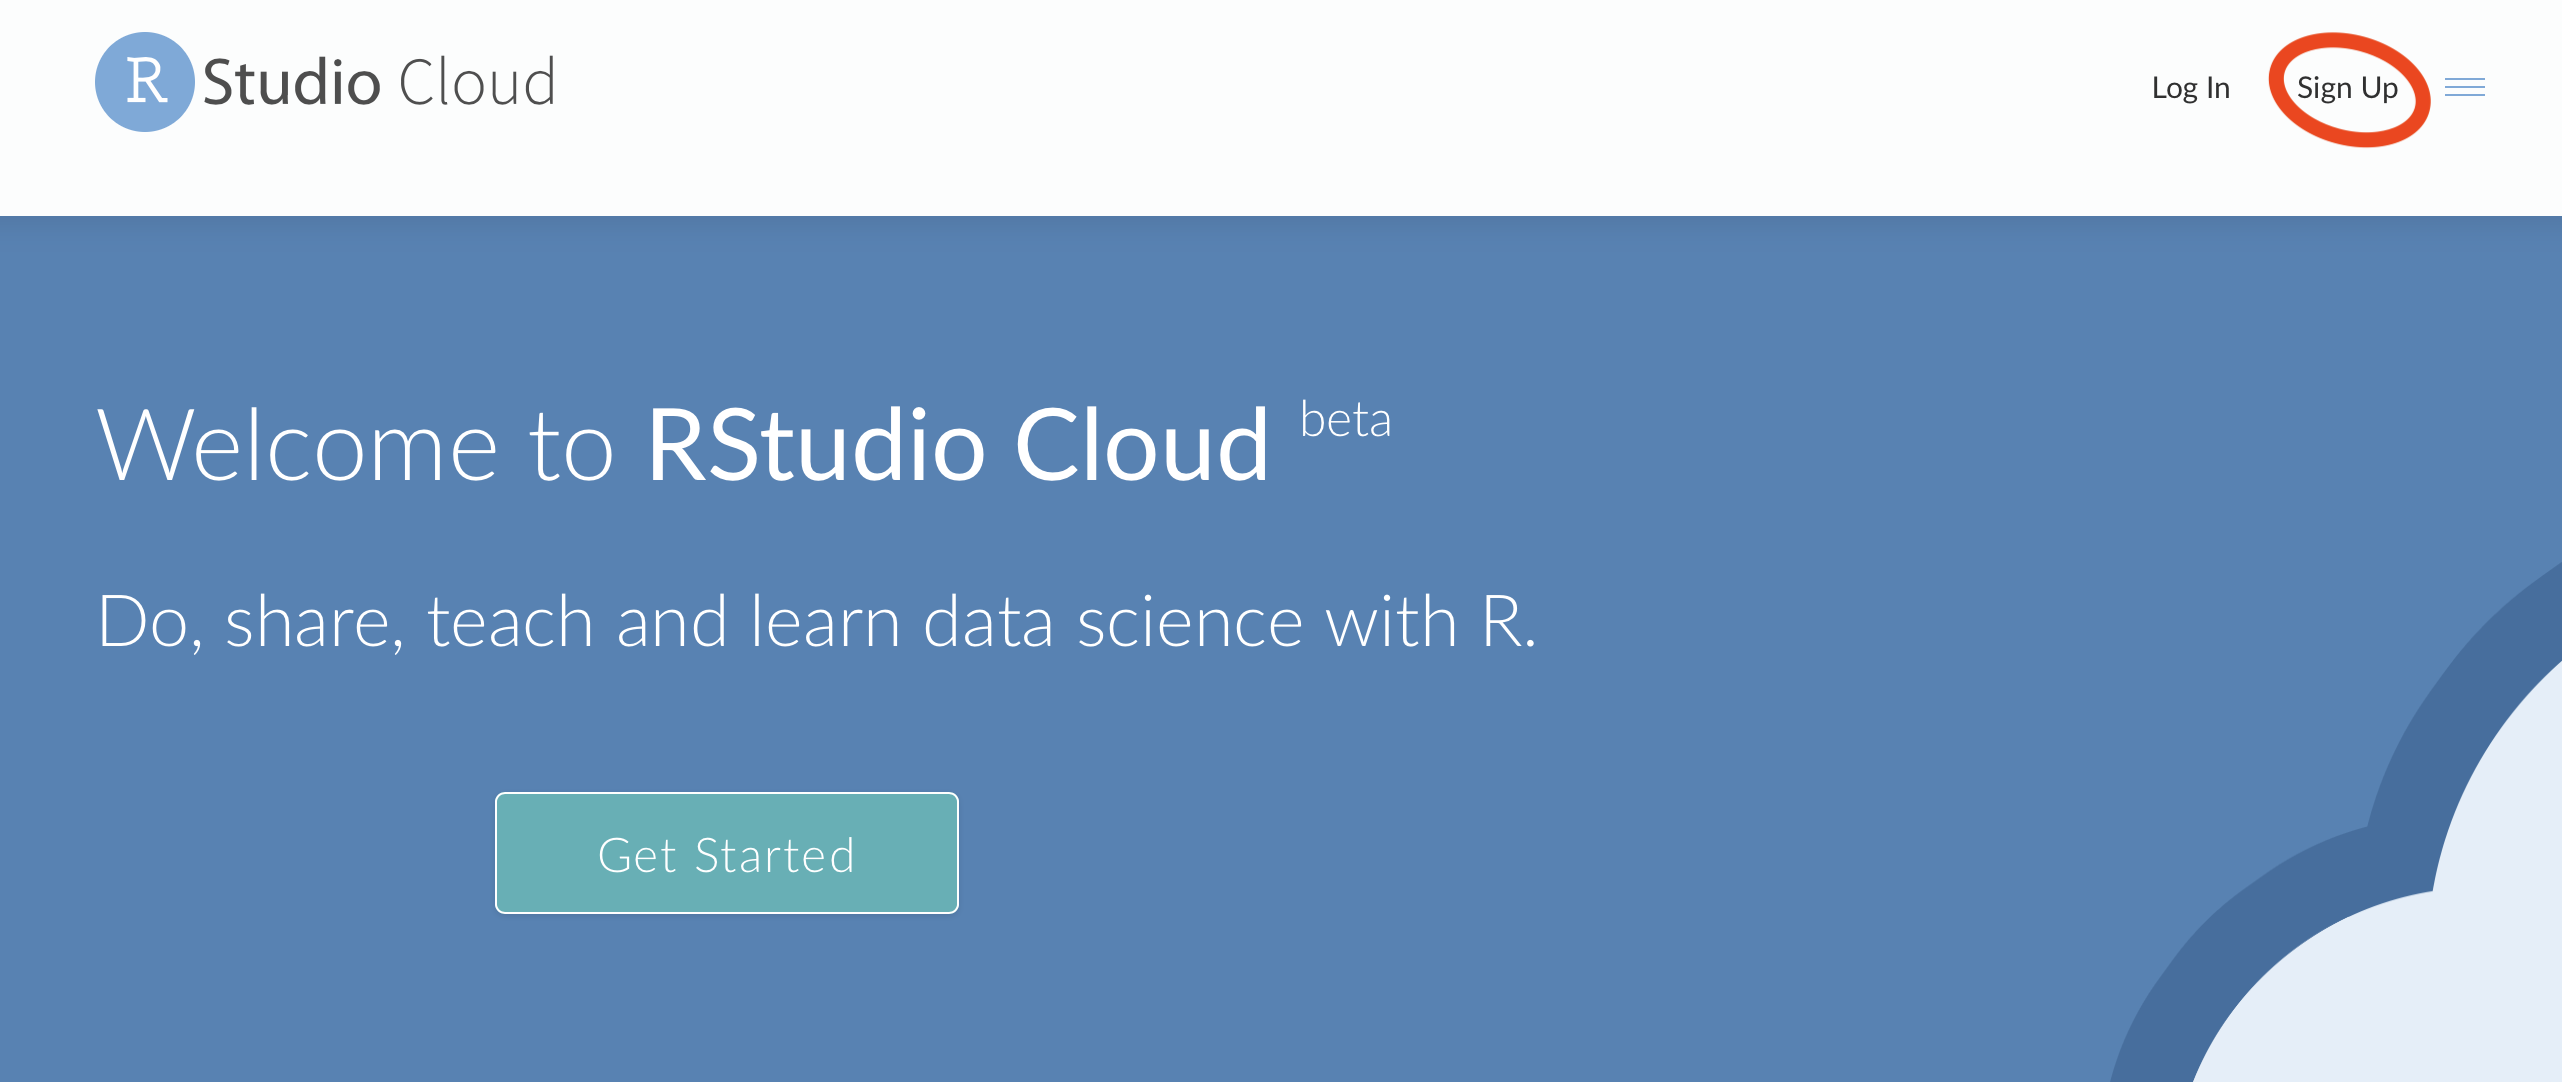 R Studio Cloud
Log In Sign Up
Welcome to RStudio Cloud beta
Do, share, teach and learn data science with R.
Get Started